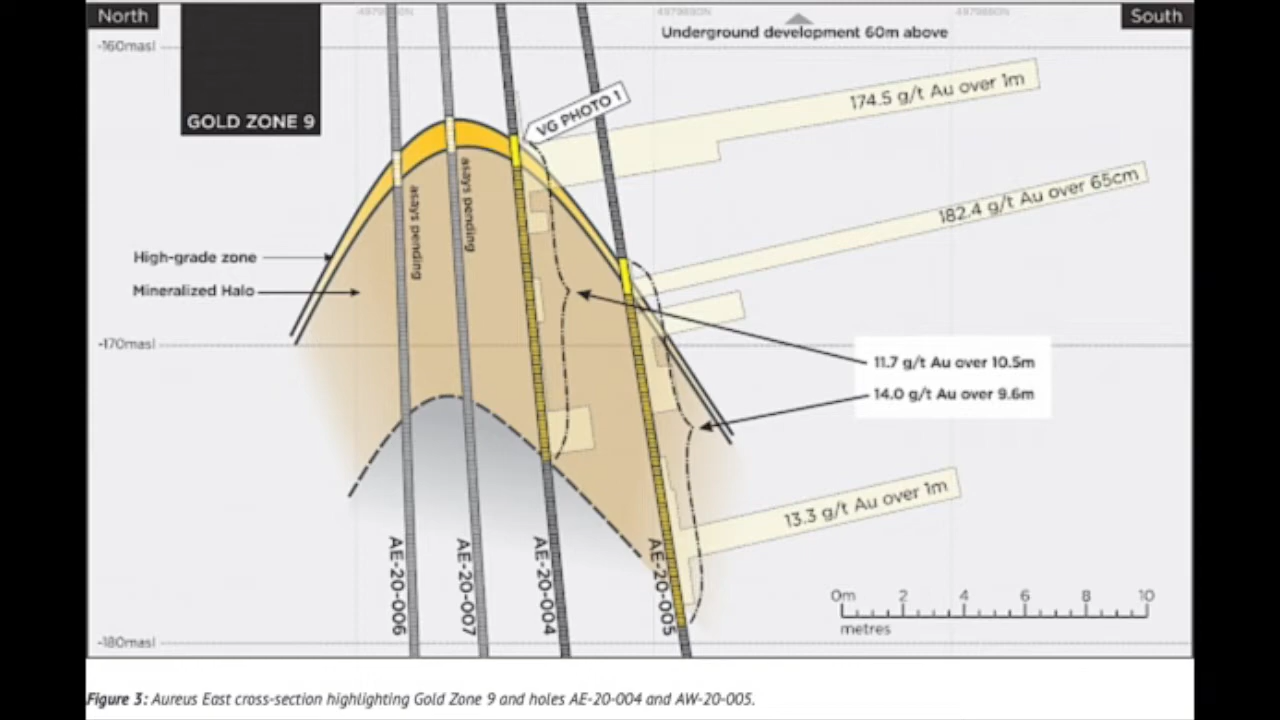 North
4979870N
4979880N
South
Underground development 60m above
-160masl
GOLD ZONE 9
174.5 g/t Au over 1m
VG PHOTO 1
asays pending
asays pending
182.4 g/t Au over 65cm
High-grade zone
Mineralized Halo
-170masl
11.7 g/t Au over 10.5m
14.0 g/t Au over 9.6m
13.3 g/t Au over 1m
AE-20-006
AE-20-007
AE-20-004
AE-20-005
0m 2 4 6 8 10
metres
-180masl
Figure 3: Aureus East cross-section highlighting Gold Zone 9 and holes AE-20-004 and AW-20-005.